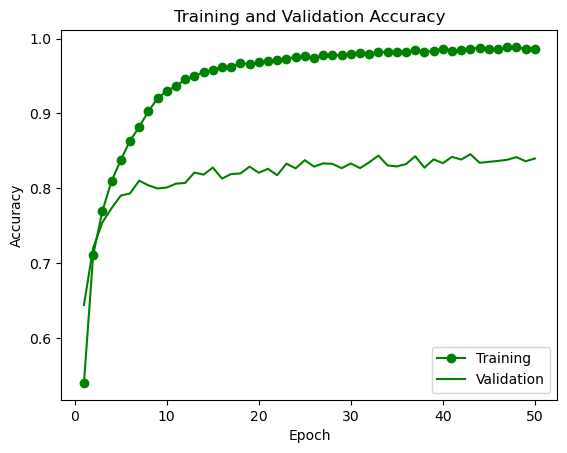 Training and Validation Accuracy
1.0
0.9
0.8
0.7
0.6
Accuracy
0
10
20
30
40
50
Epoch
Training
Validation